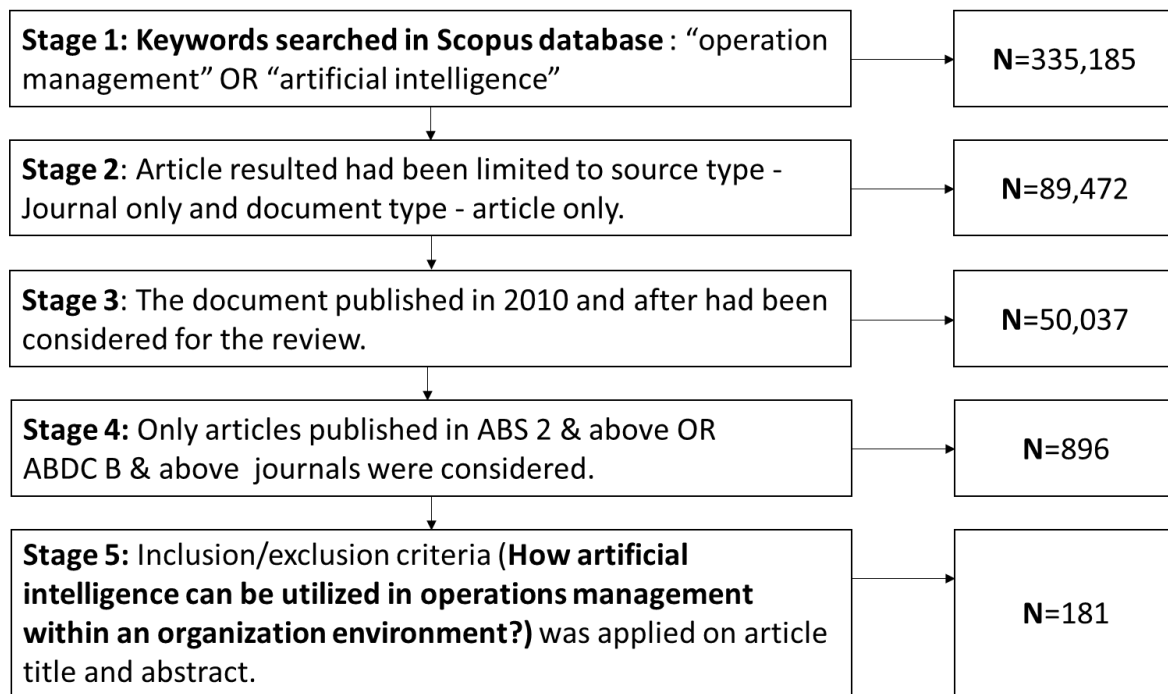 Stage 1: Keywords searched in Scopus database : “operation
management” OR “artificial intelligence”
N=335,185
Stage 2: Article resulted had been limited to source type -
Journal only and document type - article only.
N=89,472
Stage 3: The document published in 2010 and after had been
considered for the review.
N=50,037
Stage 4: Only articles published in ABS 2 & above OR
ABDC B & above journals were considered.
N=896
Stage 5: Inclusion/exclusion criteria (How artificial
intelligence can be utilized in operations management
within an organization environment?) was applied on article
title and abstract.
N=181